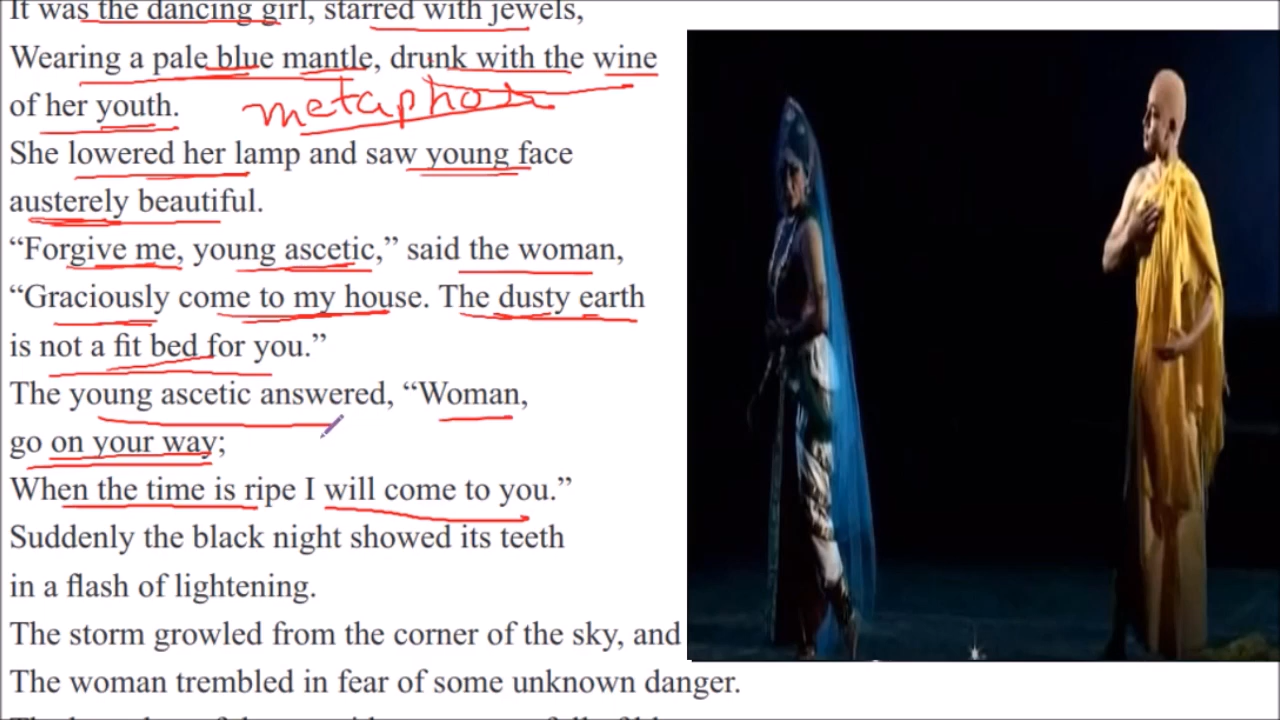 It was the dancing girl, starred with jewels,
Wearing a pale blue mantle, drunk with the wine
of her youth.
metaphor
She lowered her lamp and saw young face
austerely beautiful.
“Forgive me, young ascetic,” said the woman,
“Graciously come to my house. The dusty earth
is not a fit bed for you.”
The young ascetic answered, “Woman,
go on your way;
When the time is ripe I will come to you.”
Suddenly the black night showed its teeth
in a flash of lightening.
The storm growled from the corner of the sky, and
The woman trembled in fear of some unknown danger.